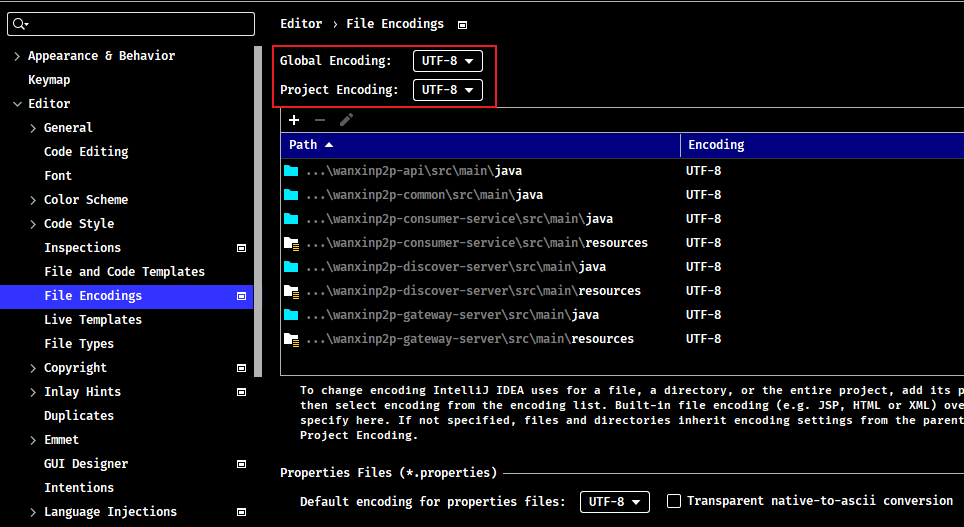 Editor › File Encodings
Appearance & Behavior
Keymap
Editor
General
Code Editing
Font
Color Scheme
Code Style
Inspections
File and Code Templates
File Encodings
Live Templates
File Types
Copyright
Inlay Hints
Duplicates
Emmet
GUI Designer
Intentions
Language Injections
Global Encoding: UTF-8
Project Encoding: UTF-8
Path Encoding
...\wanxinp2p-api\src\main\java UTF-8
...\wanxinp2p-common\src\main\java UTF-8
...\wanxinp2p-consumer-service\src\main\java UTF-8
...\wanxinp2p-consumer-service\src\main\resources UTF-8
...\wanxinp2p-discover-server\src\main\java UTF-8
...\wanxinp2p-discover-server\src\main\resources UTF-8
...\wanxinp2p-gateway-server\src\main\java UTF-8
...\wanxinp2p-gateway-server\src\main\resources UTF-8
To change encoding IntelliJ IDEA uses for a file, a directory, or the entire project, add its p
then select encoding from the encoding list. Built-in file encoding (e.g. JSP, HTML or XML) ove
specify here. If not specified, files and directories inherit encoding settings from the parent
Project Encoding.
Properties Files (*.properties)
Default encoding for properties files: UTF-8 Transparent native-to-ascii conversion